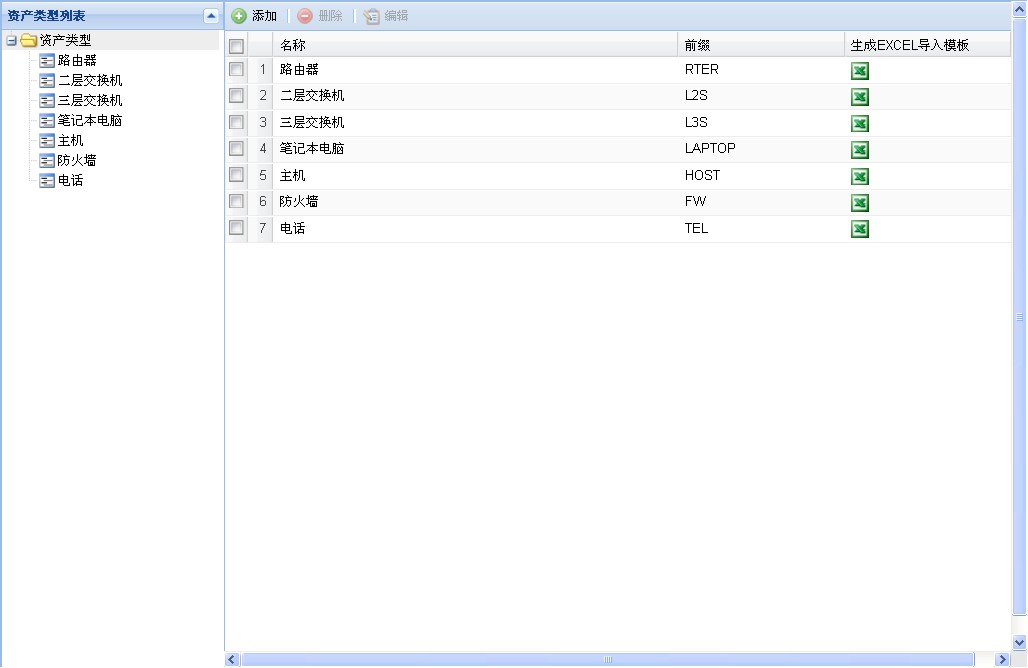 资产类型列表
资产类型
路由器
二层交换机
三层交换机
笔记本电脑
主机
防火墙
电话
添加 删除 编辑
名称 前缀 生成EXCEL导入模板
1 路由器 RTER
2 二层交换机 L2S
3 三层交换机 L3S
4 笔记本电脑 LAPTOP
5 主机 HOST
6 防火墙 FW
7 电话 TEL